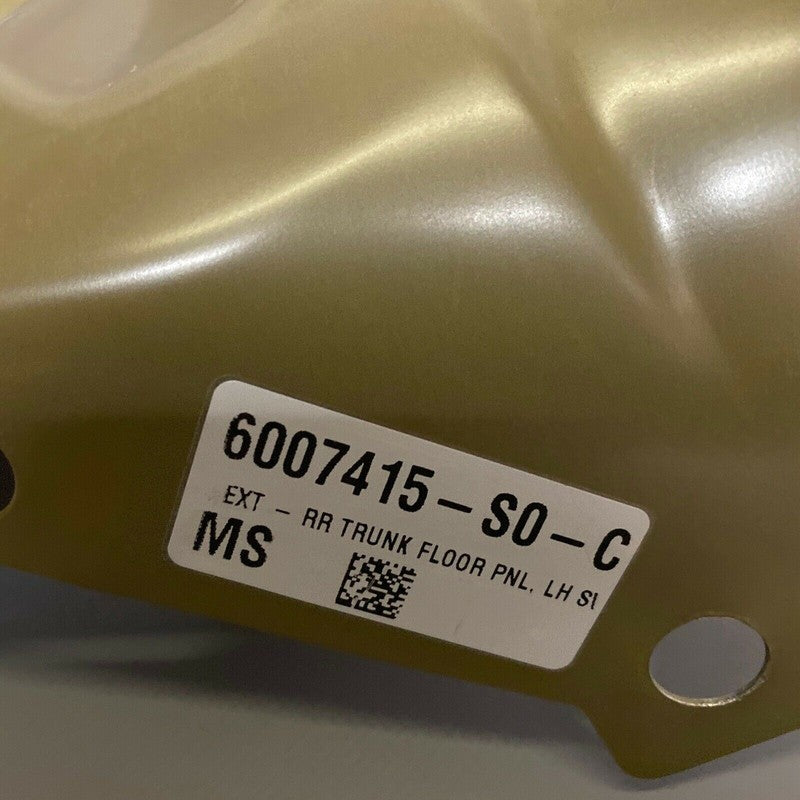 6007415-S0-C
EXT - RR TRUNK FLOOR PNL, LH
MS